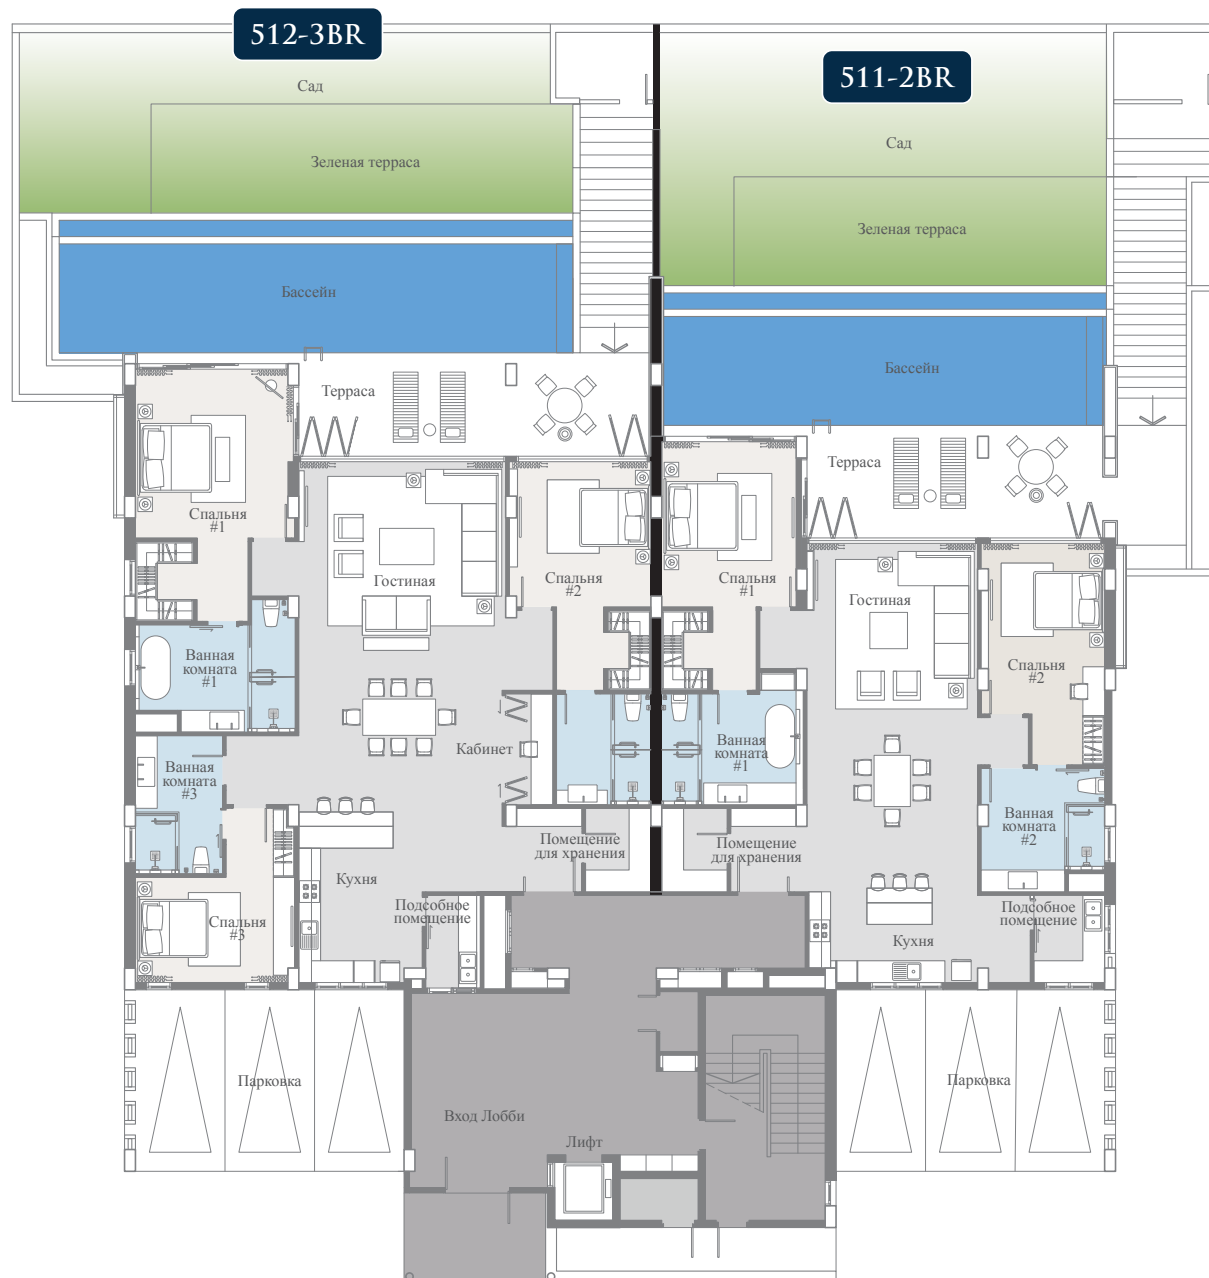 512-3BR
511-2BR
Сад
Сад
Зеленая терраса
Зеленая терраса
Бассейн
Бассейн
Терраса
Терраса
Спальня
#1
Гостиная
Спальня
#2
Спальня
#1
Гостиная
Спальня
#2
Ванная
комната
#1
Кабинет
Ванная
комната
#1
Ванная
комната
#3
Ванная
комната
#2
Помещение
для хранения
Помещение
для хранения
Кухня
Подсобное
помещение
Спальня
#3
Кухня
Подсобное
помещение
Парковка
Парковка
Вход Лобби
Лифт